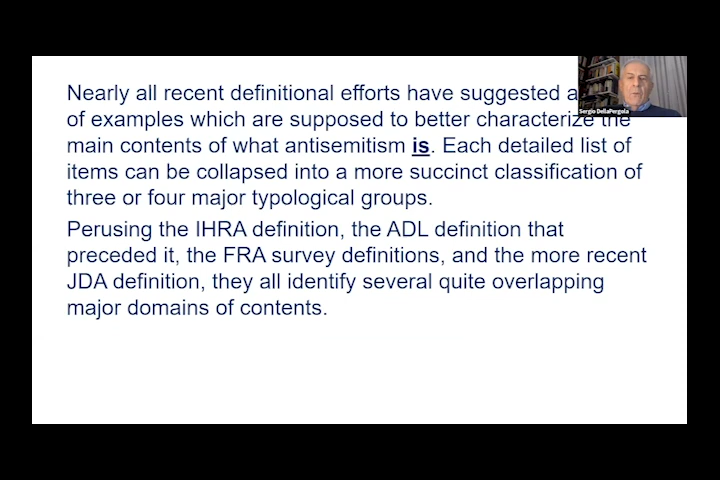 Nearly all recent definitional efforts have suggested a
of examples which are supposed to better characterize the
main contents of what antisemitism is. Each detailed list of
items can be collapsed into a more succinct classification of
three or four major typological groups.
Perusing the IHRA definition, the ADL definition that
preceded it, the FRA survey definitions, and the more recent
JDA definition, they all identify several quite overlapping
major domains of contents.
Sergio DellaPergola